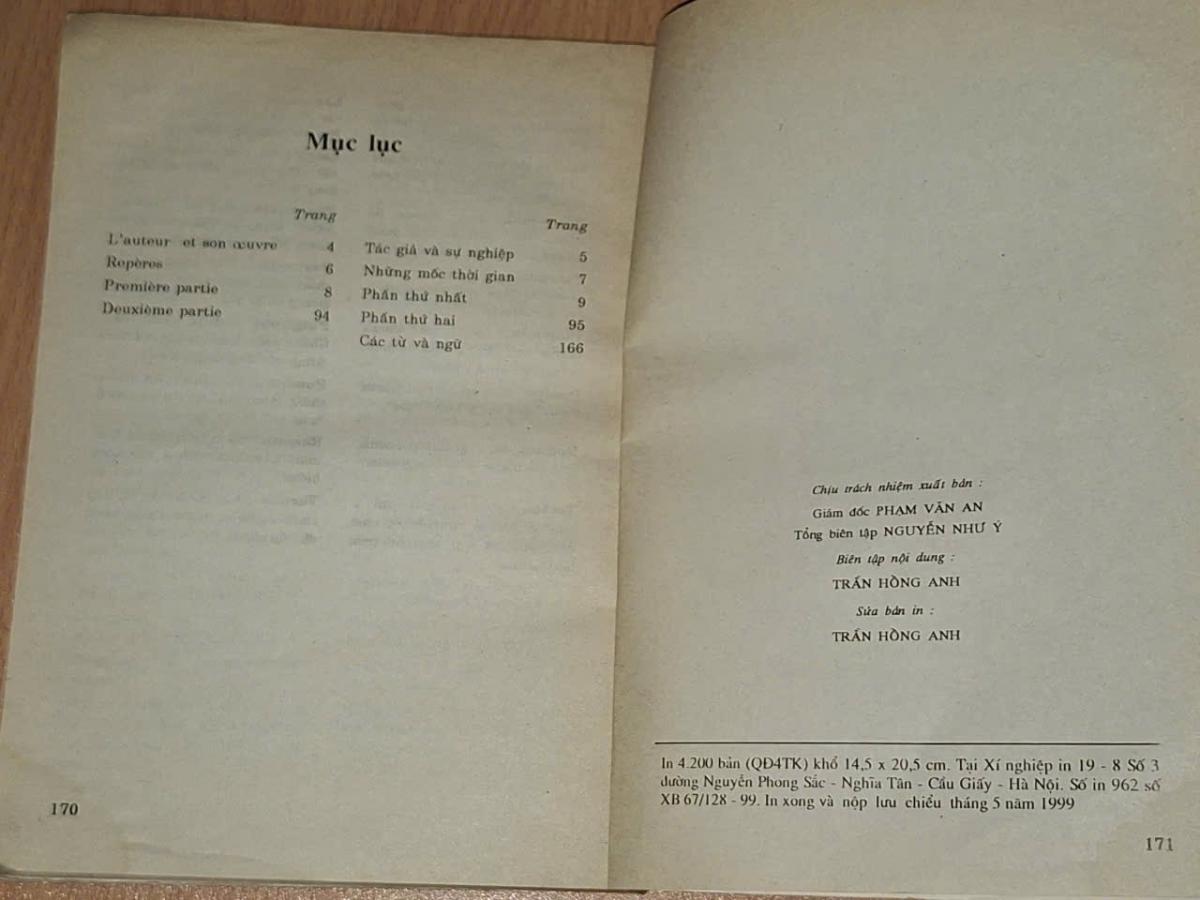 Mục lục
Trang
L'auteur et son œuvre 4
Repères 6
Première partie 8
Deuxième partie 94
Trang
Tác giả và sự nghiệp 5
Những mốc thời gian 7
Phần thứ nhất 9
Phần thứ hai 95
Các từ và ngữ 166
170
Chịu trách nhiệm xuất bản :
Giám đốc PHẠM VĂN AN
Tổng biên tập NGUYỄN NHƯ Ý
Biên tập nội dung :
TRẦN HỒNG ANH
Sửa bản in :
TRẦN HỒNG ANH
In 4.200 bản (QĐ4TK) khổ 14,5 x 20,5 cm. Tại Xí nghiệp in 19 - 8 Số 3
đường Nguyễn Phong Sắc - Nghĩa Tân - Cầu Giấy - Hà Nội. Số in 962 số
XB 67/128 - 99. In xong và nộp lưu chiểu tháng 5 năm 1999
171